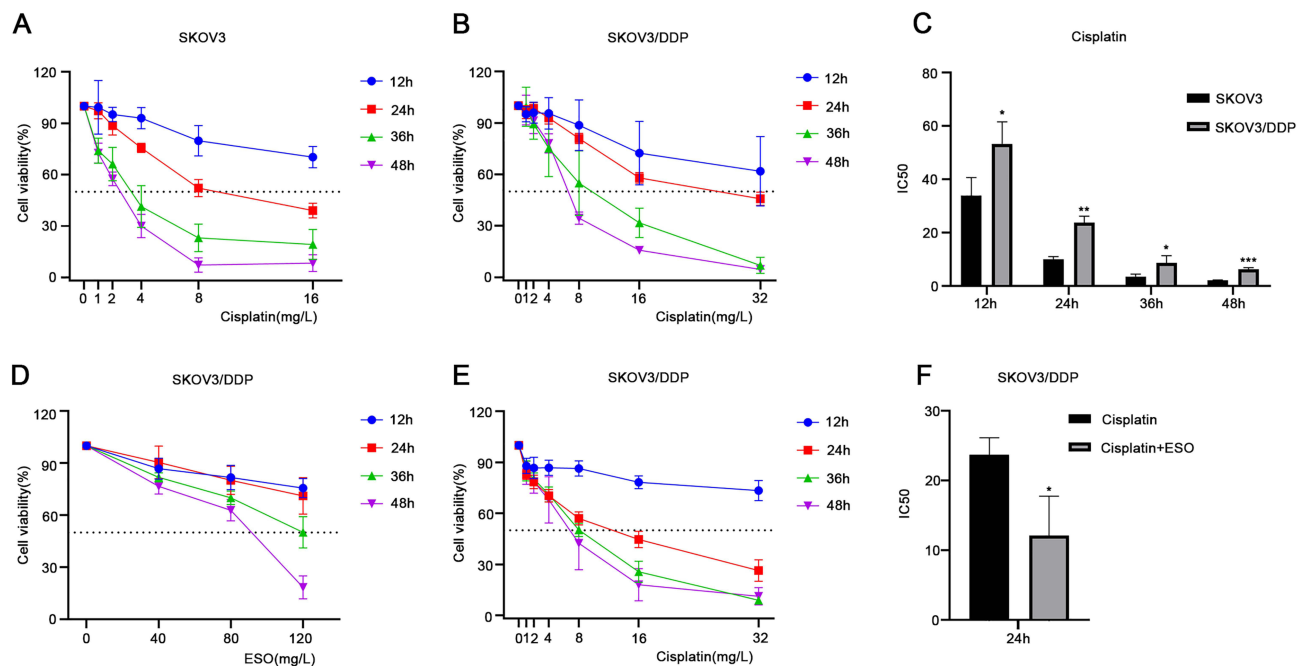 A
SKOV3
Cell viability(%)
120
90
60
30
0
0 1 2 4 8 16
Cisplatin(mg/L)
12h
24h
36h
48h
B
SKOV3/DDP
Cell viability(%)
120
90
60
30
0
0 1 2 4 8 16 32
Cisplatin(mg/L)
12h
24h
36h
48h
C
Cisplatin
IC50
80
60
40
20
0
* ** * ***
12h 24h 36h 48h
SKOV3
SKOV3/DDP
D
SKOV3/DDP
Cell viability(%)
120
90
60
30
0
0 40 80 120
ESO(mg/L)
12h
24h
36h
48h
E
SKOV3/DDP
Cell viability(%)
120
90
60
30
0
0 1 2 4 8 16 32
Cisplatin(mg/L)
12h
24h
36h
48h
F
SKOV3/DDP
IC50
30
20
10
0
*
24h
Cisplatin
Cisplatin+ESO